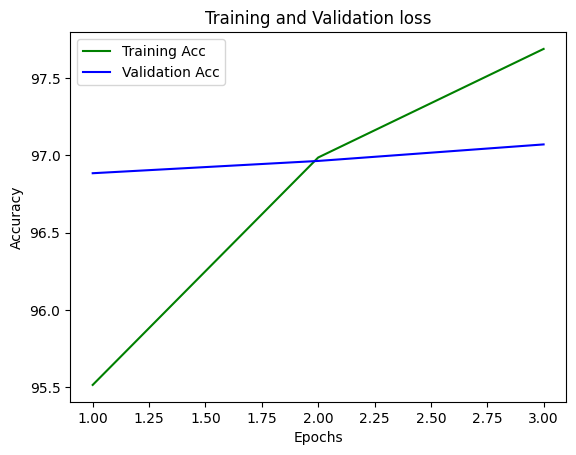 Training and Validation loss
Training Acc
Validation Acc
97.5
97.0
96.5
96.0
95.5
Accuracy
1.00 1.25 1.50 1.75 2.00 2.25 2.50 2.75 3.00
Epochs